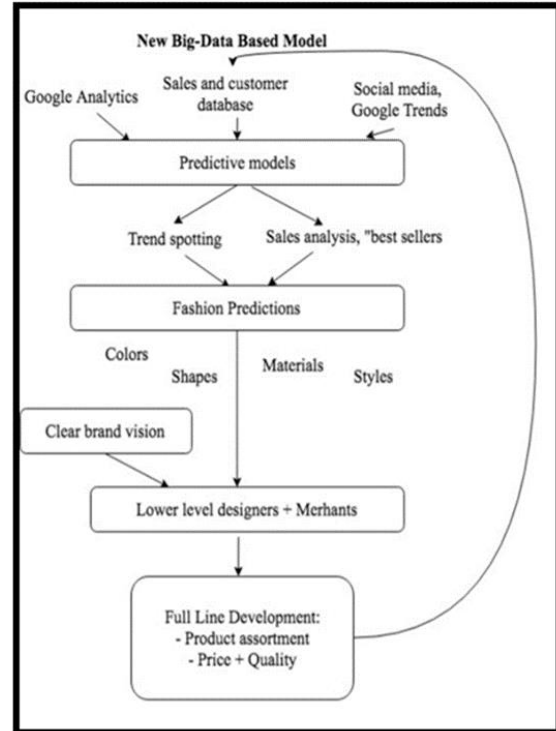 New Big-Data Based Model
Google Analytics
Sales and customer
database
Social media,
Google Trends
Predictive models
Trend spotting
Sales analysis, "best sellers
Fashion Predictions
Colors
Shapes
Materials
Styles
Clear brand vision
Lower level designers + Merhants
Full Line Development:
- Product assortment
- Price + Quality